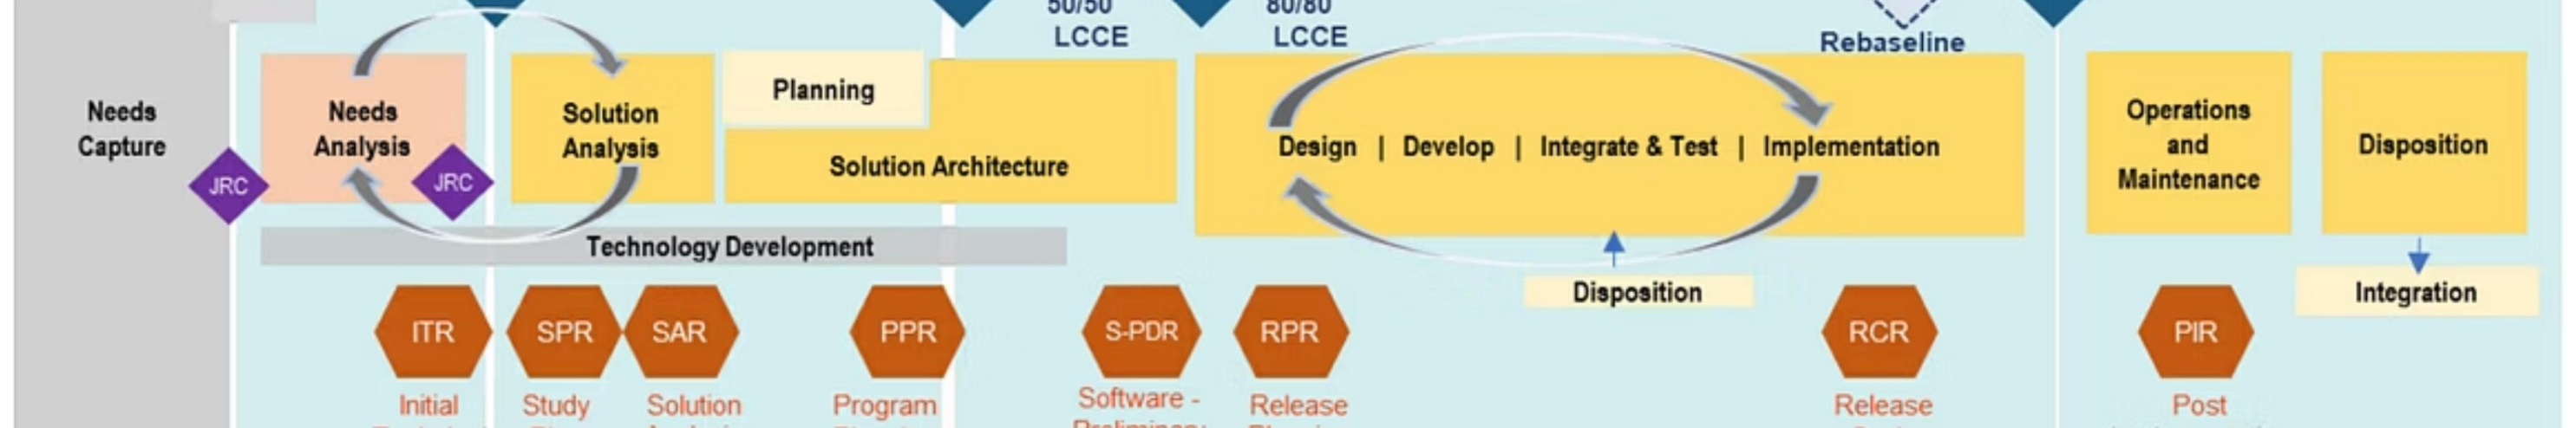 50/50
LCCE
80/80
LCCE
Rebaseline
Needs
Capture
JRC
Needs
Analysis
JRC
Solution
Analysis
Planning
Solution Architecture
Design | Develop | Integrate & Test | Implementation
Operations
and
Maintenance
Disposition
Technology Development
Disposition
Integration
ITR
SPR
SAR
PPR
S-PDR
RPR
RCR
PIR
Initial
Study
Solution
Program
Software -
Preliminary
Release
Release
Post